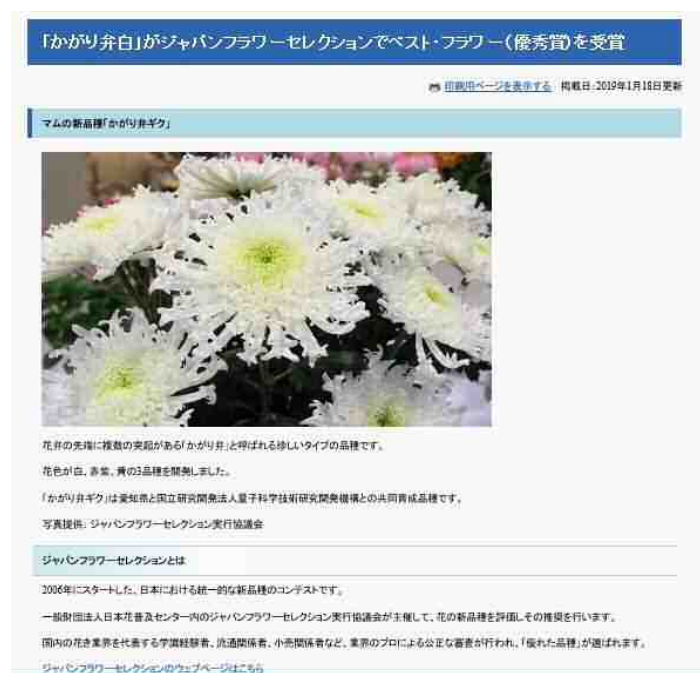 「かがり弁白」がジャパンフラワーセレクションでベスト・フラワー(優秀賞)を受賞
印刷用ページを表示する 掲載日:2019年1月18日更新
マムの新品種「かがり弁ギク」
花弁の先端に複数の突起がある「かがり弁」と呼ばれる珍しいタイプの品種です。
花色が白、赤紫、黄の3品種を開発しました。
「かがり弁ギク」は愛知県と国立研究開発法人量子科学技術研究開発機構との共同育成品種です。
写真提供:ジャパンフラワーセレクション実行協議会
ジャパンフラワーセレクションとは
2006年にスタートした、日本における統一的な新品種のコンテストです。
一般財団法人日本花普及センター内のジャパンフラワーセレクション実行協議会が主催して、花の新品種を評価しその推奨を行います。
国内の花き業界を代表する学識経験者、流通関係者、小売関係者など、業界のプロによる公正な審査が行われ、「優れた品種」が選ばれます。
ジャパンフラワーセレクションのウェブページはこちら